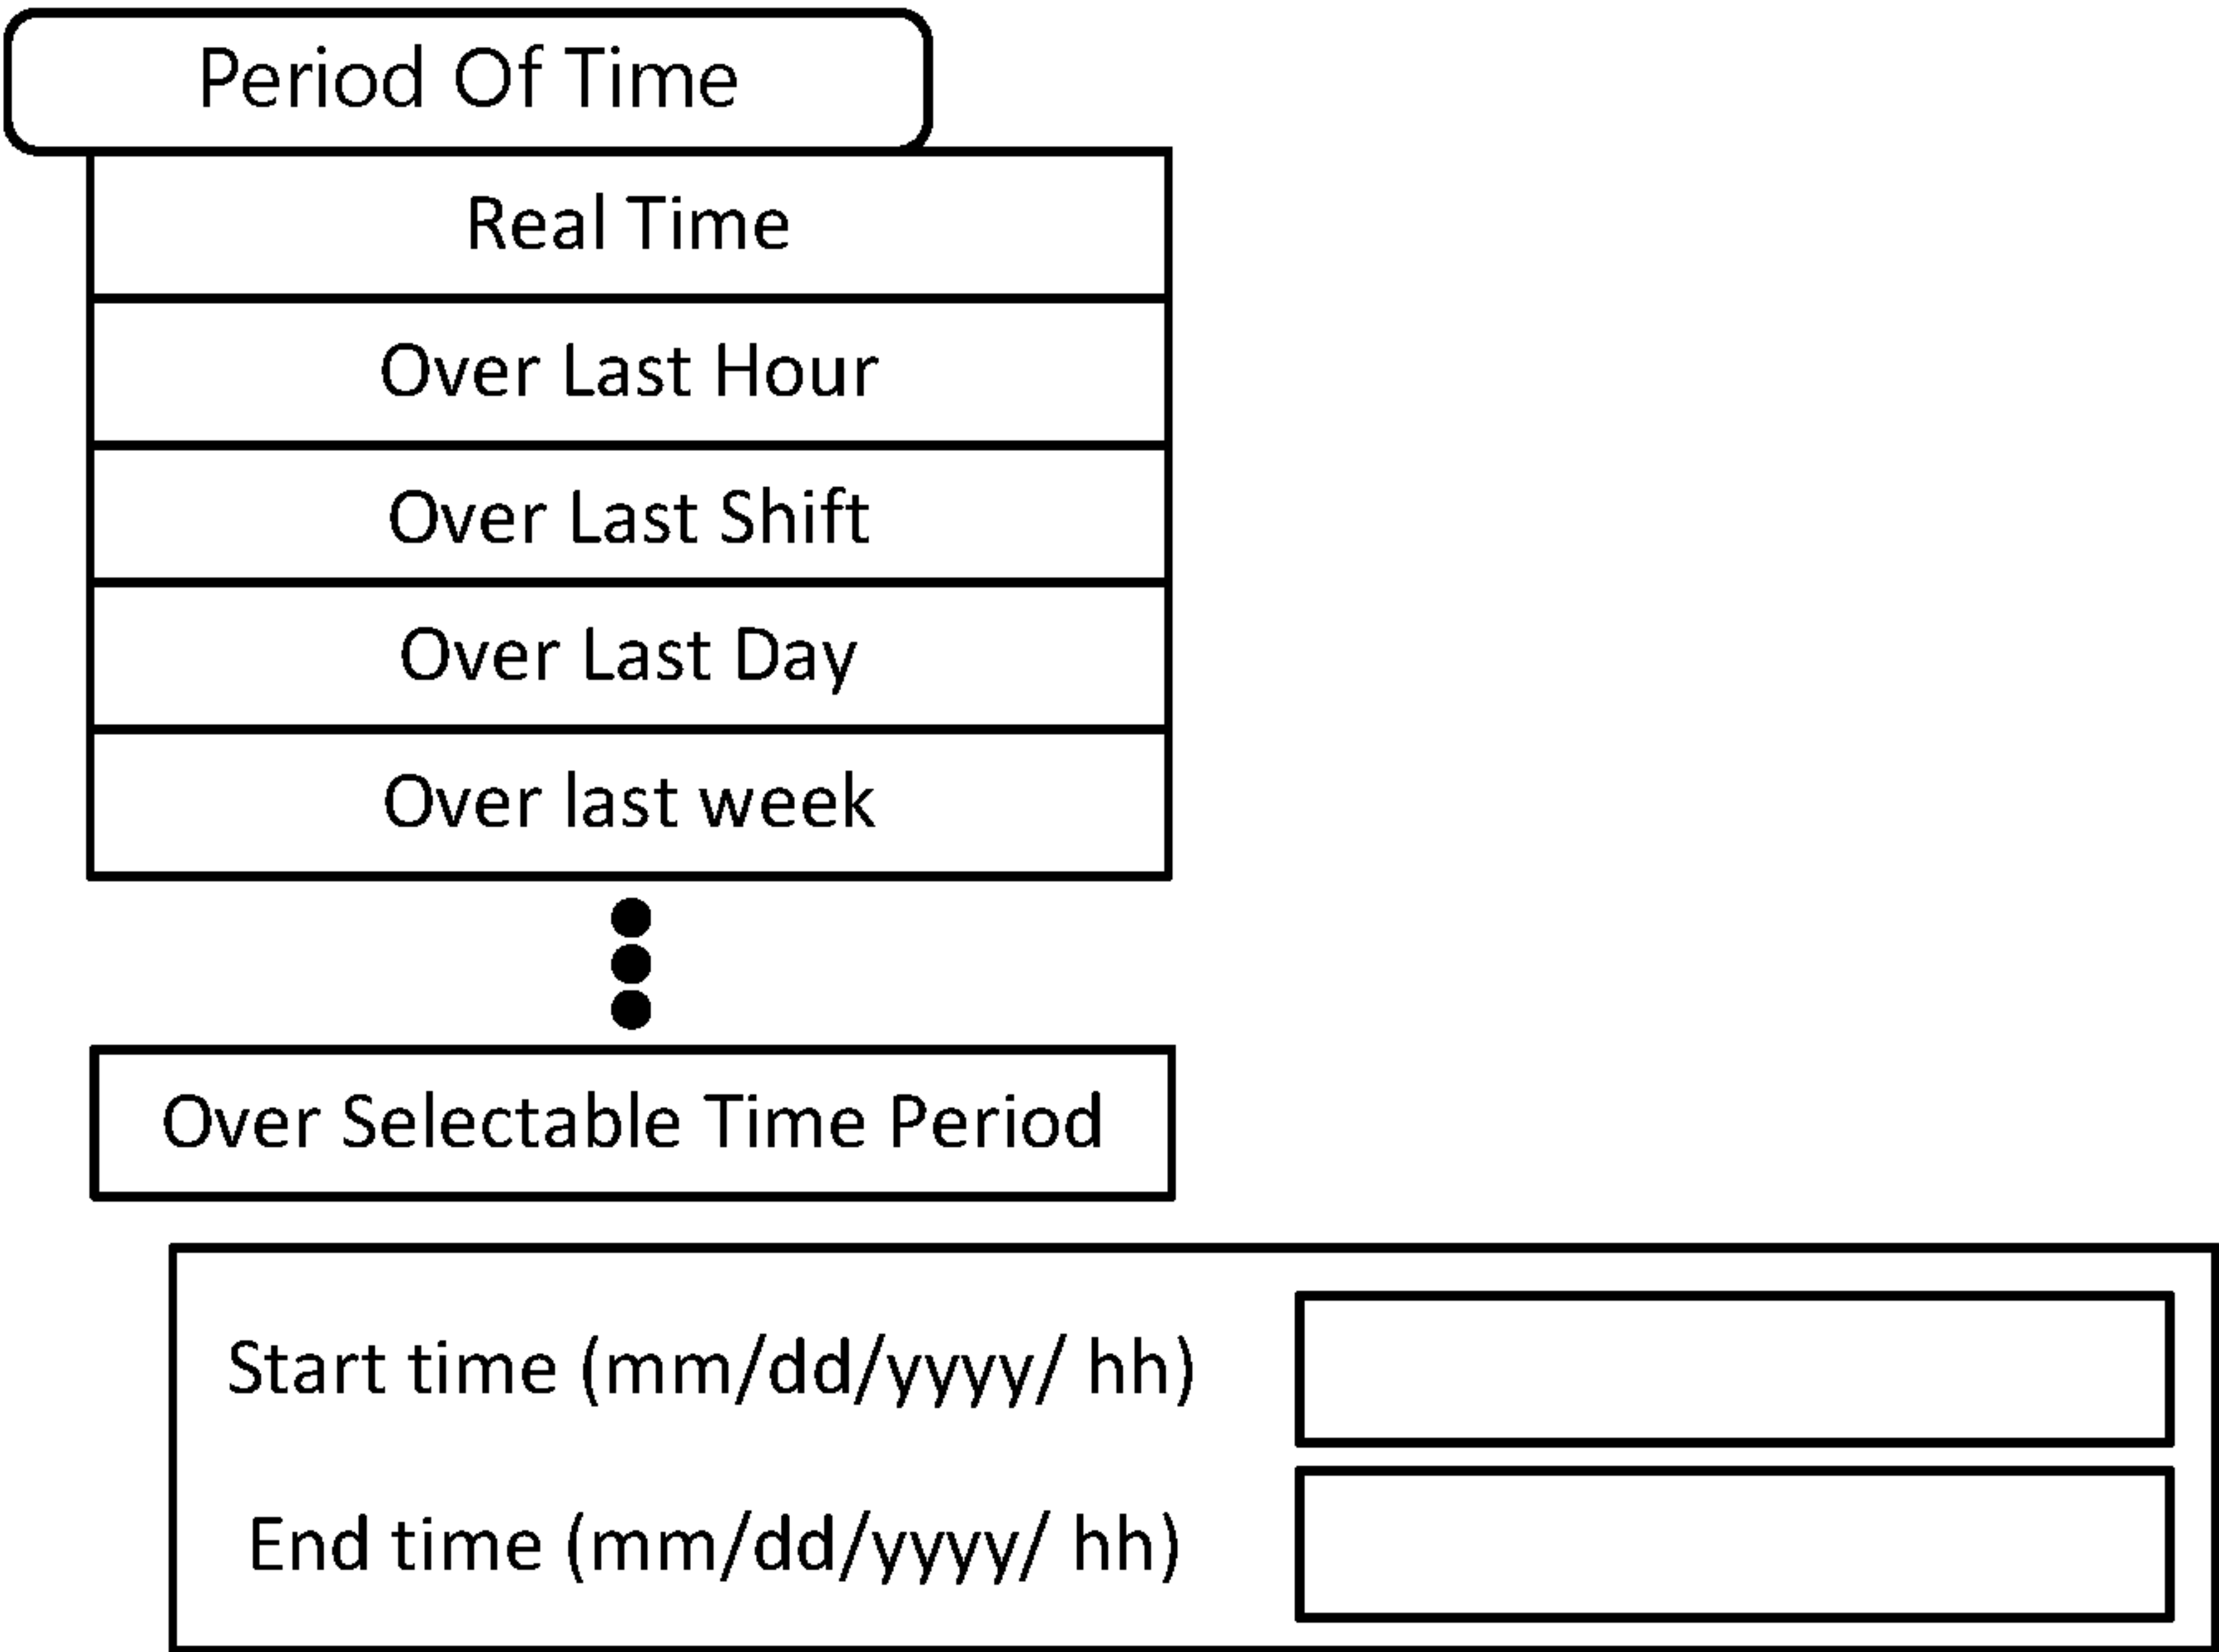 Period Of Time
Real Time
Over Last Hour
Over Last Shift
Over Last Day
Over last week
Over Selectable Time Period
Start time (mm/dd/yyyy/ hh)
End time (mm/dd/yyyy/ hh)